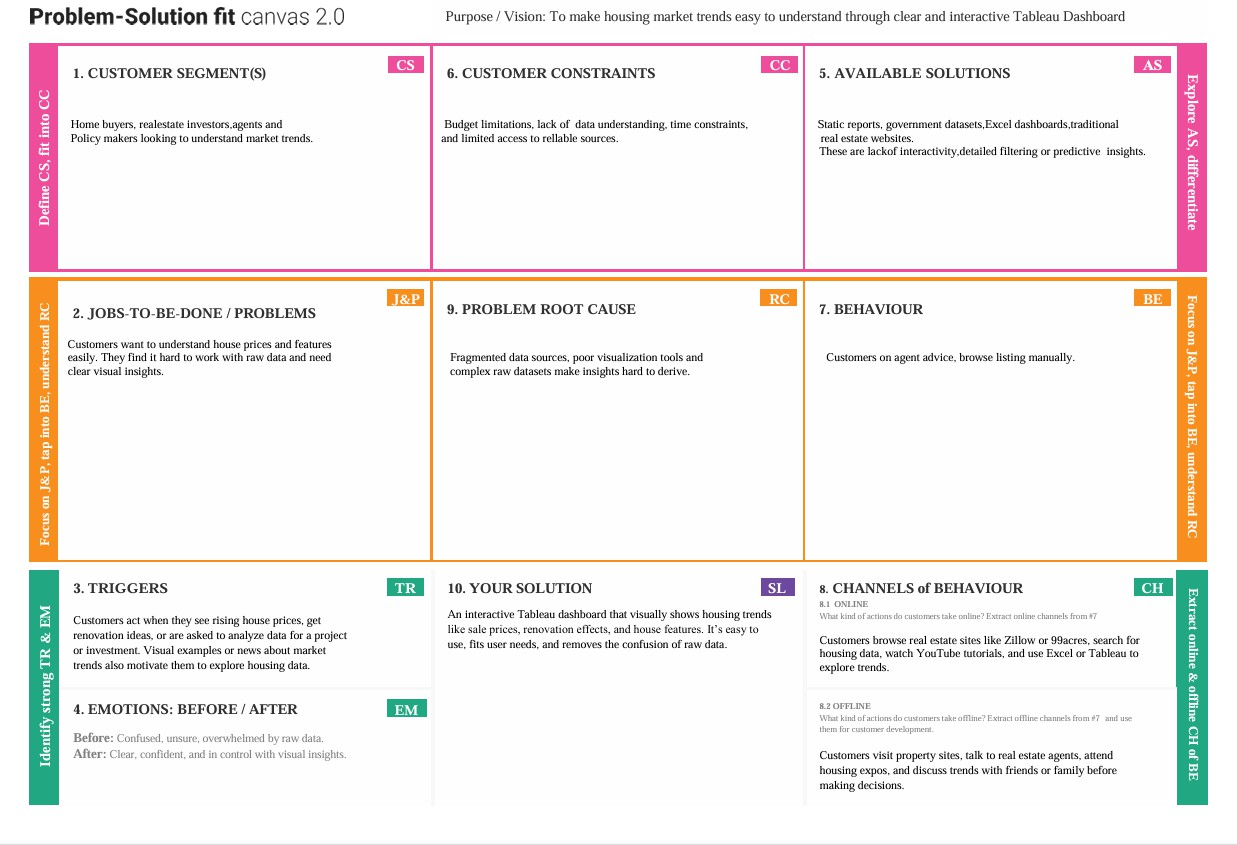 Problem-Solution fit canvas 2.0
Purpose / Vision: To make housing market trends easy to understand through clear and interactive Tableau Dashboard
Define CS, fit into CC
1. CUSTOMER SEGMENT(S)
CS
Home buyers, realestate investors,agents and
Policy makers looking to understand market trends.
6. CUSTOMER CONSTRAINTS
CC
Budget limitations, lack of data understanding, time constraints,
and limited access to reliable sources.
5. AVAILABLE SOLUTIONS
AS
Static reports, government datasets,Excel dashboards,traditional
real estate websites.
These are lackof interactivity,detailed filtering or predictive insights.
Explore AS, differentiate
Focus on J&P, tap into BE, understand RC
2. JOBS-TO-BE-DONE / PROBLEMS
J&P
Customers want to understand house prices and features
easily. They find it hard to work with raw data and need
clear visual insights.
9. PROBLEM ROOT CAUSE
RC
Fragmented data sources, poor visualization tools and
complex raw datasets make insights hard to derive.
7. BEHAVIOUR
BE
Customers on agent advice, browse listing manually.
Focus on J&P, tap into BE, understand RC
Identify strong TR & EM
3. TRIGGERS
TR
Customers act when they see rising house prices, get
renovation ideas, or are asked to analyze data for a project
or investment. Visual examples or news about market
trends also motivate them to explore housing data.
4. EMOTIONS: BEFORE / AFTER
EM
Before: Confused, unsure, overwhelmed by raw data.
After: Clear, confident, and in control with visual insights.
10. YOUR SOLUTION
SL
An interactive Tableau dashboard that visually shows housing trends
like sale prices, renovation effects, and house features. It's easy to
use, fits user needs, and removes the confusion of raw data.
8. CHANNELS of BEHAVIOUR
CH
8.1 ONLINE
What kind of actions do customers take online? Extract online channels from #7
Customers browse real estate sites like Zillow or 99acres, search for
housing data, watch YouTube tutorials, and use Excel or Tableau to
explore trends.
8.2 OFFLINE
What kind of actions do customers take offline? Extract offline channels from #7 and use
them for customer development.
Customers visit property sites, talk to real estate agents, attend
housing expos, and discuss trends with friends or family before
making decisions.
Extract online & offline CH of BE